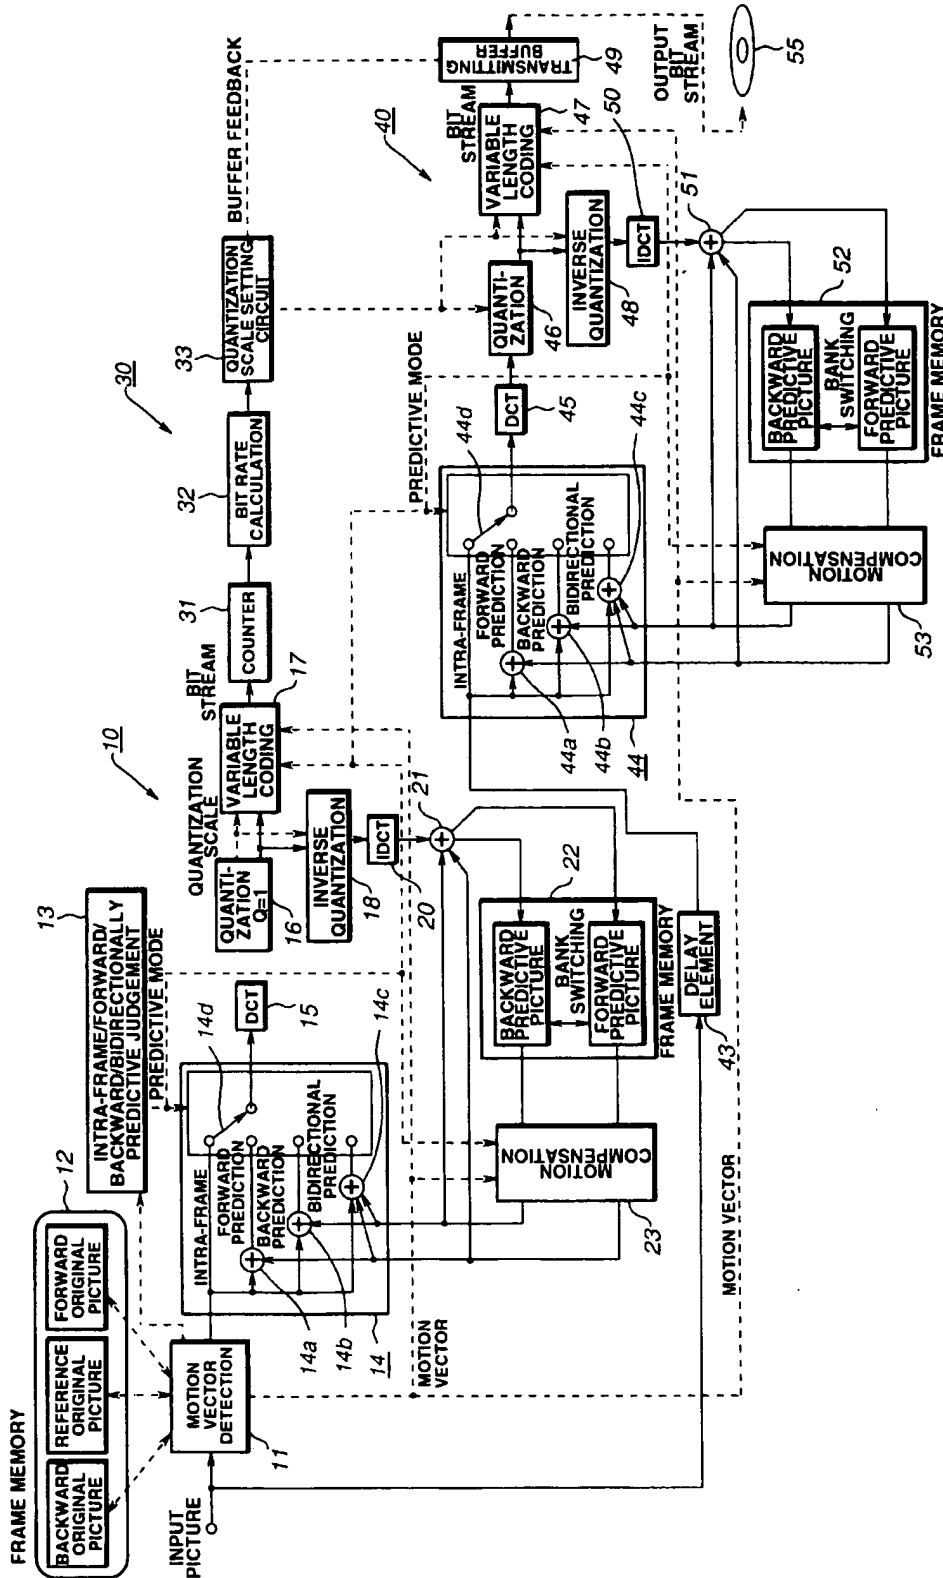 FRAME MEMORY
BACKWARD
ORIGINAL
PICTURE
REFERENCE
ORIGINAL
PICTURE
FORWARD
ORIGINAL
PICTURE
12
INPUT
PICTURE
MOTION
VECTOR
DETECTION
11
INTRA-FRAME/FORWARD/
BACKWARD/BIDIRECTIONALLY
PREDICTIVE JUDGEMENT
13
PREDICTIVE MODE
INTRA-FRAME
FORWARD
PREDICTION
BACKWARD
PREDICTION
BIDIRECTIONAL
PREDICTION
14a
14b
14
14c
14d
MOTION
VECTOR
DCT
15
10
QUANTIZATION
SCALE
QUANTI-
ZATION
Q=1
16
VARIABLE
LENGTH
CODING
17
BIT
STREAM
INVERSE
QUANTIZATION
18
IDCT
20
21
22
BACKWARD
PREDICTIVE
PICTURE
BANK
SWITCHING
FORWARD
PREDICTIVE
PICTURE
FRAME MEMORY
MOTION
COMPENSATION
23
DELAY
ELEMENT
43
MOTION VECTOR
30
COUNTER
31
BIT RATE
CALCULATION
32
QUANTIZATION
SCALE SETTING
CIRCUIT
33
BUFFER FEEDBACK
PREDICTIVE MODE
INTRA-FRAME
FORWARD
PREDICTION
BACKWARD
PREDICTION
BIDIRECTIONAL
PREDICTION
44a
44b
44
44c
44d
DCT
45
40
QUANTI-
ZATION
46
VARIABLE
LENGTH
CODING
47
BIT
STREAM
TRANSMITTING
BUFFER
49
INVERSE
QUANTIZATION
48
IDCT
50
51
52
BACKWARD
PREDICTIVE
PICTURE
BANK
SWITCHING
FORWARD
PREDICTIVE
PICTURE
FRAME MEMORY
MOTION
COMPENSATION
53
OUTPUT
BIT
STREAM
55